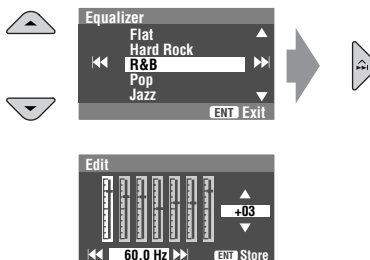 Equalizer
Flat
Hard Rock
R&B
Pop
Jazz
ENT Exit
Edit
+03
60.0 Hz
ENT Store